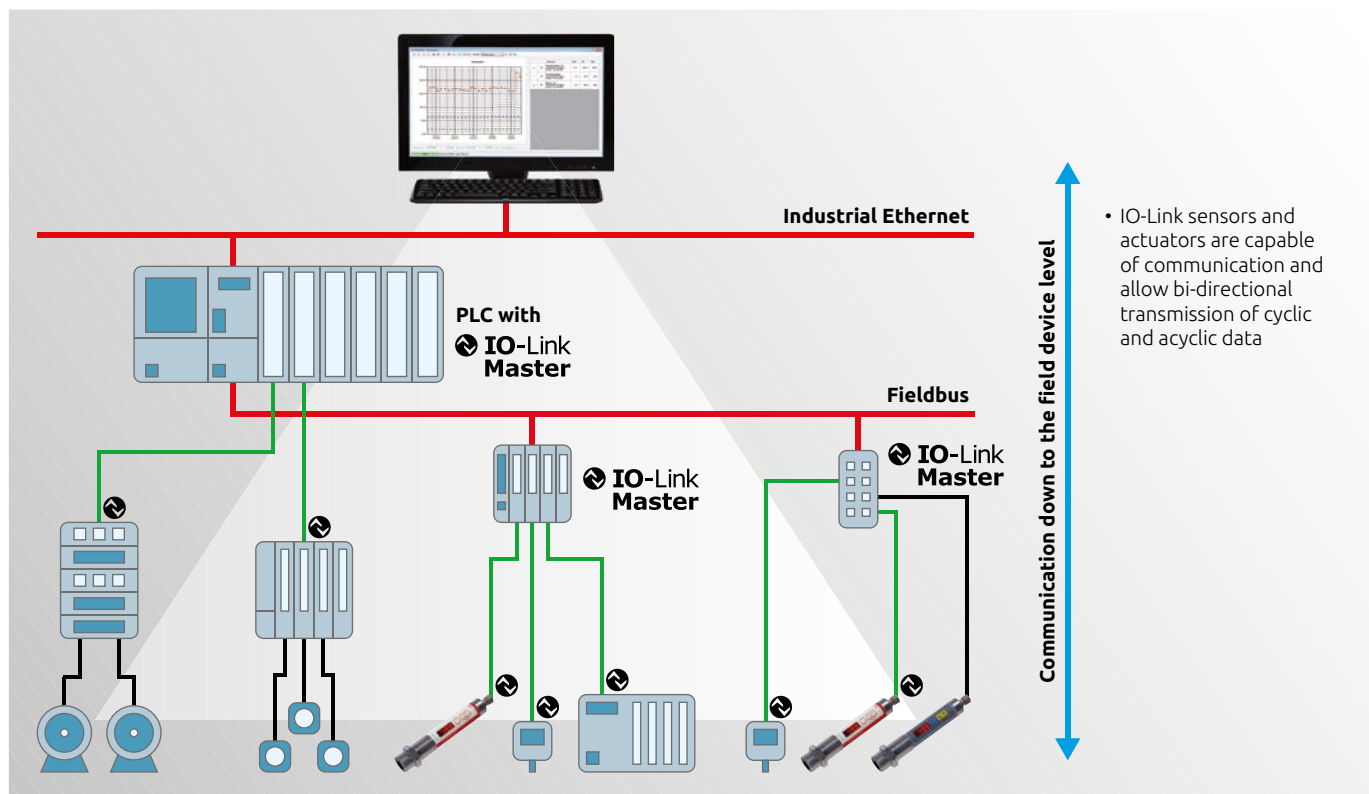 Industrial Ethernet
PLC with
IO-Link
Master
Fieldbus
IO-Link
Master
IO-Link
Master
Communication down to the field device level
• IO-Link sensors and
actuators are capable
of communication and
allow bi-directional
transmission of cyclic
and acyclic data